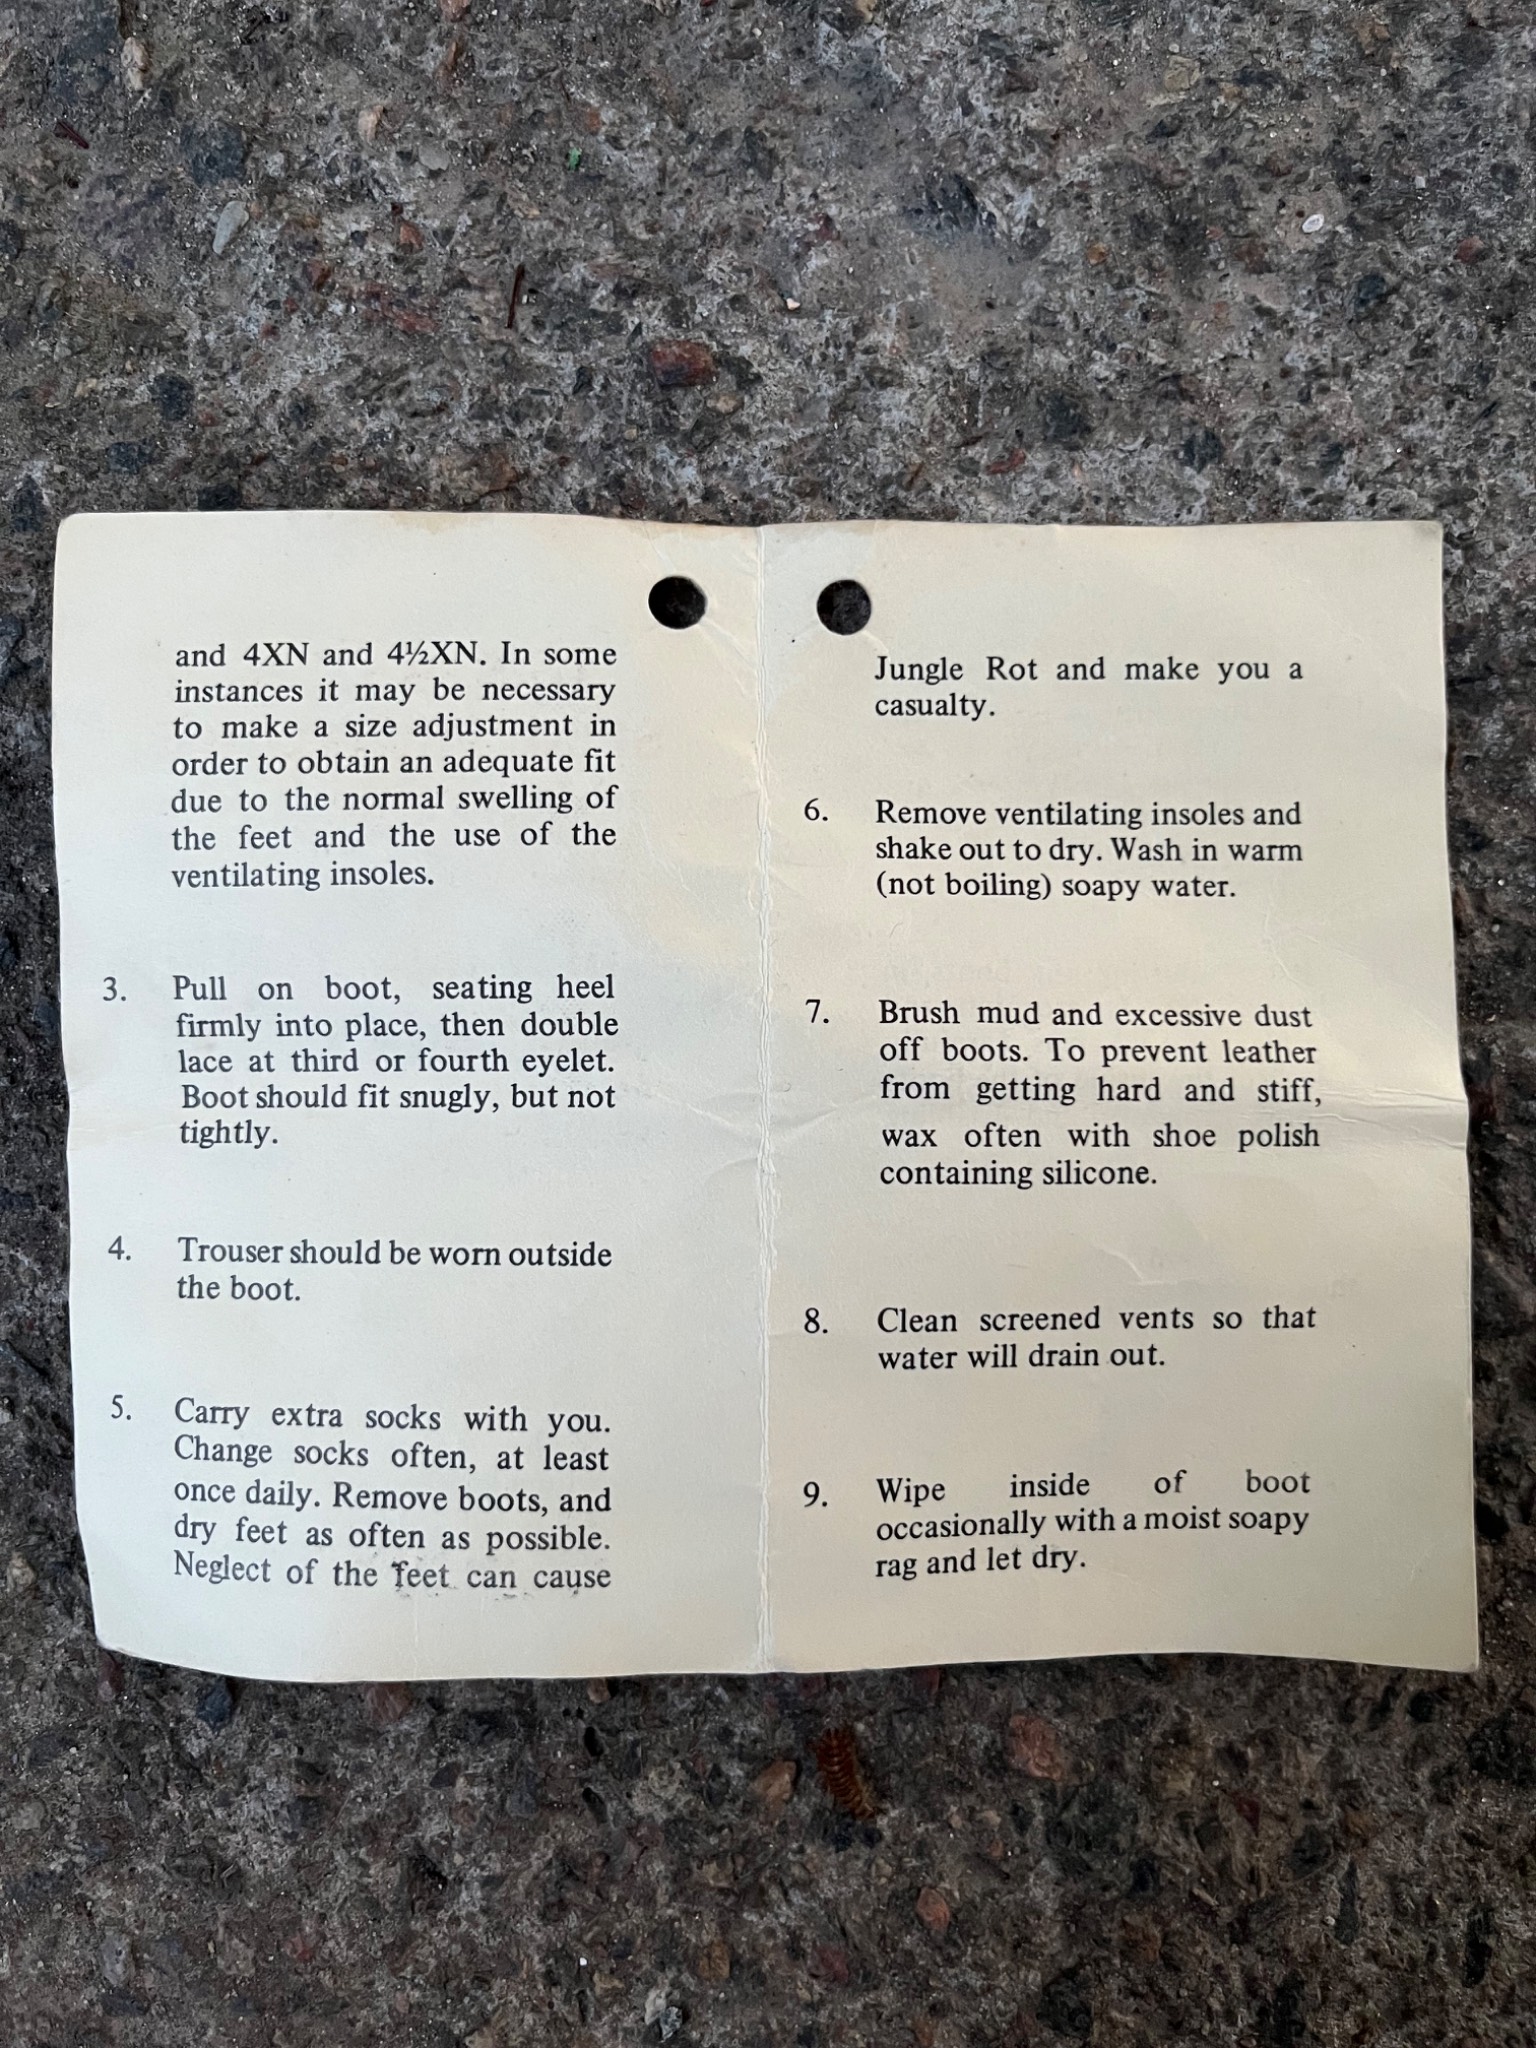 and 4XN and 4½XN. In some
instances it may be necessary
to make a size adjustment in
order to obtain an adequate fit
due to the normal swelling of
the feet and the use of the
ventilating insoles.
3. Pull on boot, seating heel
firmly into place, then double
lace at third or fourth eyelet.
Boot should fit snugly, but not
tightly.
4. Trouser should be worn outside
the boot.
5. Carry extra socks with you.
Change socks often, at least
once daily. Remove boots, and
dry feet as often as possible.
Neglect of the feet can cause
Jungle Rot and make you a
casualty.
6. Remove ventilating insoles and
shake out to dry. Wash in warm
(not boiling) soapy water.
7. Brush mud and excessive dust
off boots. To prevent leather
from getting hard and stiff,
wax often with shoe polish
containing silicone.
8. Clean screened vents so that
water will drain out.
9. Wipe inside of boot
occasionally with a moist soapy
rag and let dry.